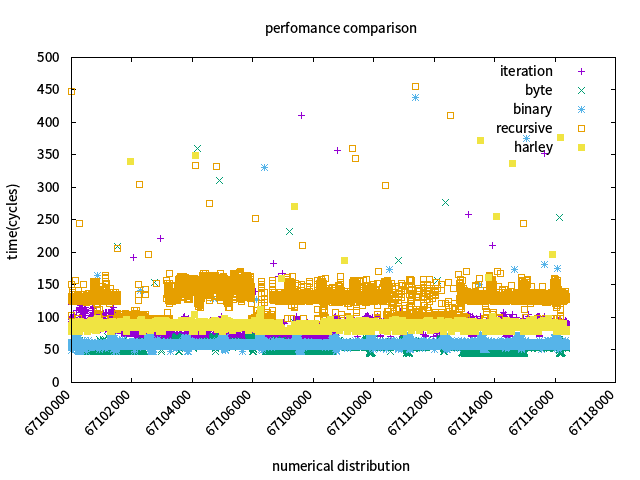 perfomance comparison
500
450
400
350
300
250
200
150
100
50
0
time(cycles)
iteration
byte
binary
recursive
harley
67100000
67102000
67104000
67106000
67108000
67110000
67112000
67114000
67116000
67118000
numerical distribution